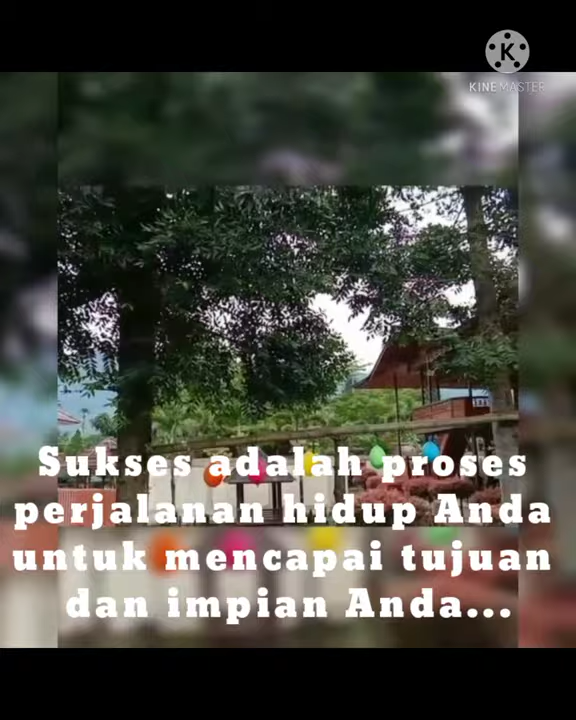 KINEMASTER
Sukses adalah proses
perjalanan hidup Anda
untuk mencapai tujuan
dan impian Anda...